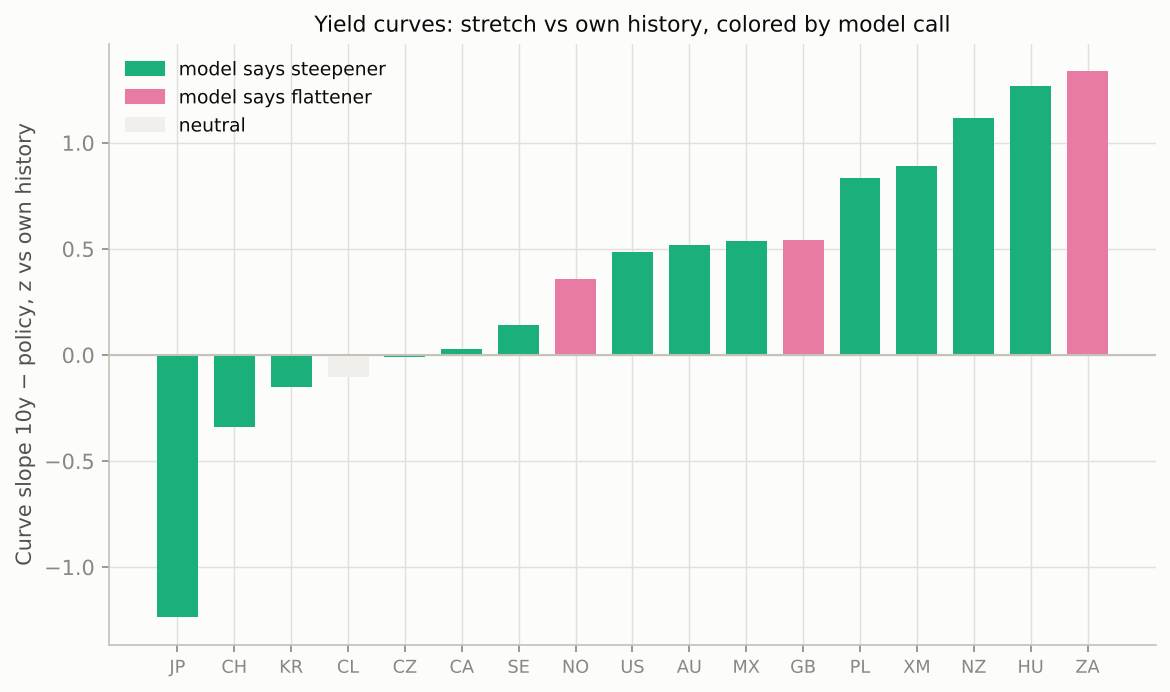 Yield curves: stretch vs own history, colored by model call
model says steepener
model says flattener
neutral
Curve slope 10y − policy, z vs own history
1.0
0.5
0.0
−0.5
−1.0
JP CH KR CL CZ CA SE NO US AU MX GB PL XM NZ HU ZA